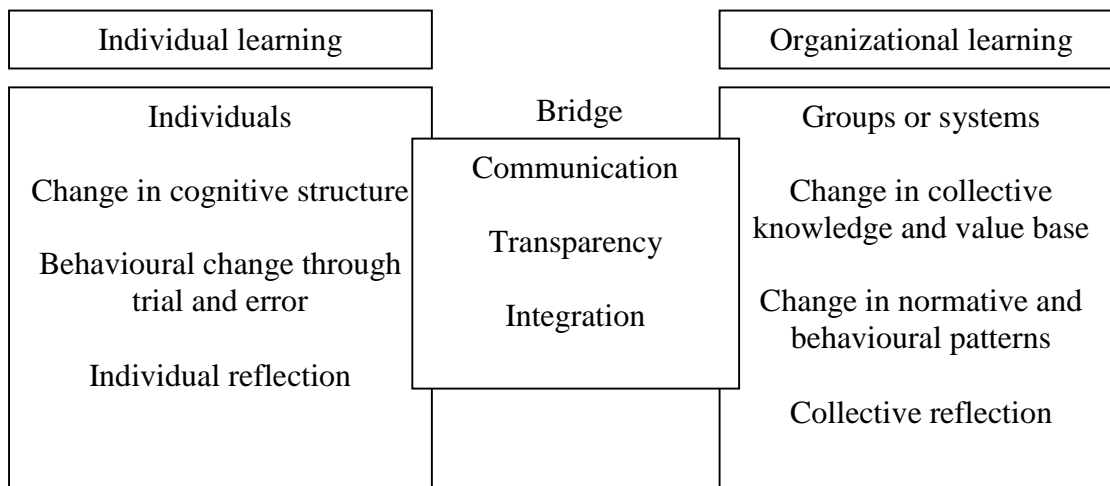 Individual learning
Organizational learning
Individuals
Change in cognitive structure
Behavioural change through
trial and error
Individual reflection
Bridge
Communication
Transparency
Integration
Groups or systems
Change in collective
knowledge and value base
Change in normative and
behavioural patterns
Collective reflection